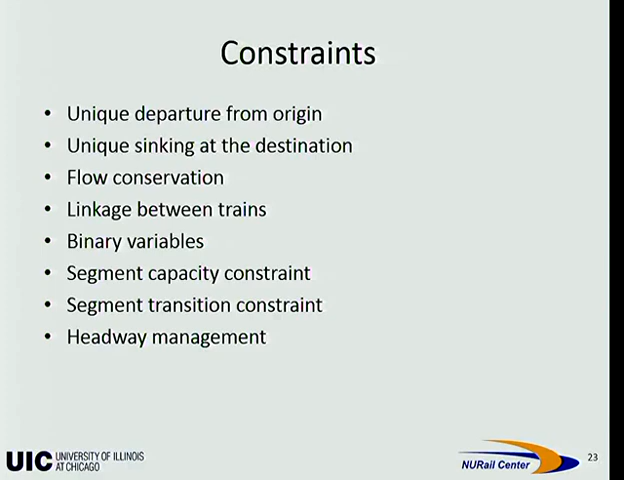 Constraints
• Unique departure from origin
• Unique sinking at the destination
• Flow conservation
• Linkage between trains
• Binary variables
• Segment capacity constraint
• Segment transition constraint
• Headway management
UIC UNIVERSITY OF ILLINOIS
AT CHICAGO
NURail Center
23